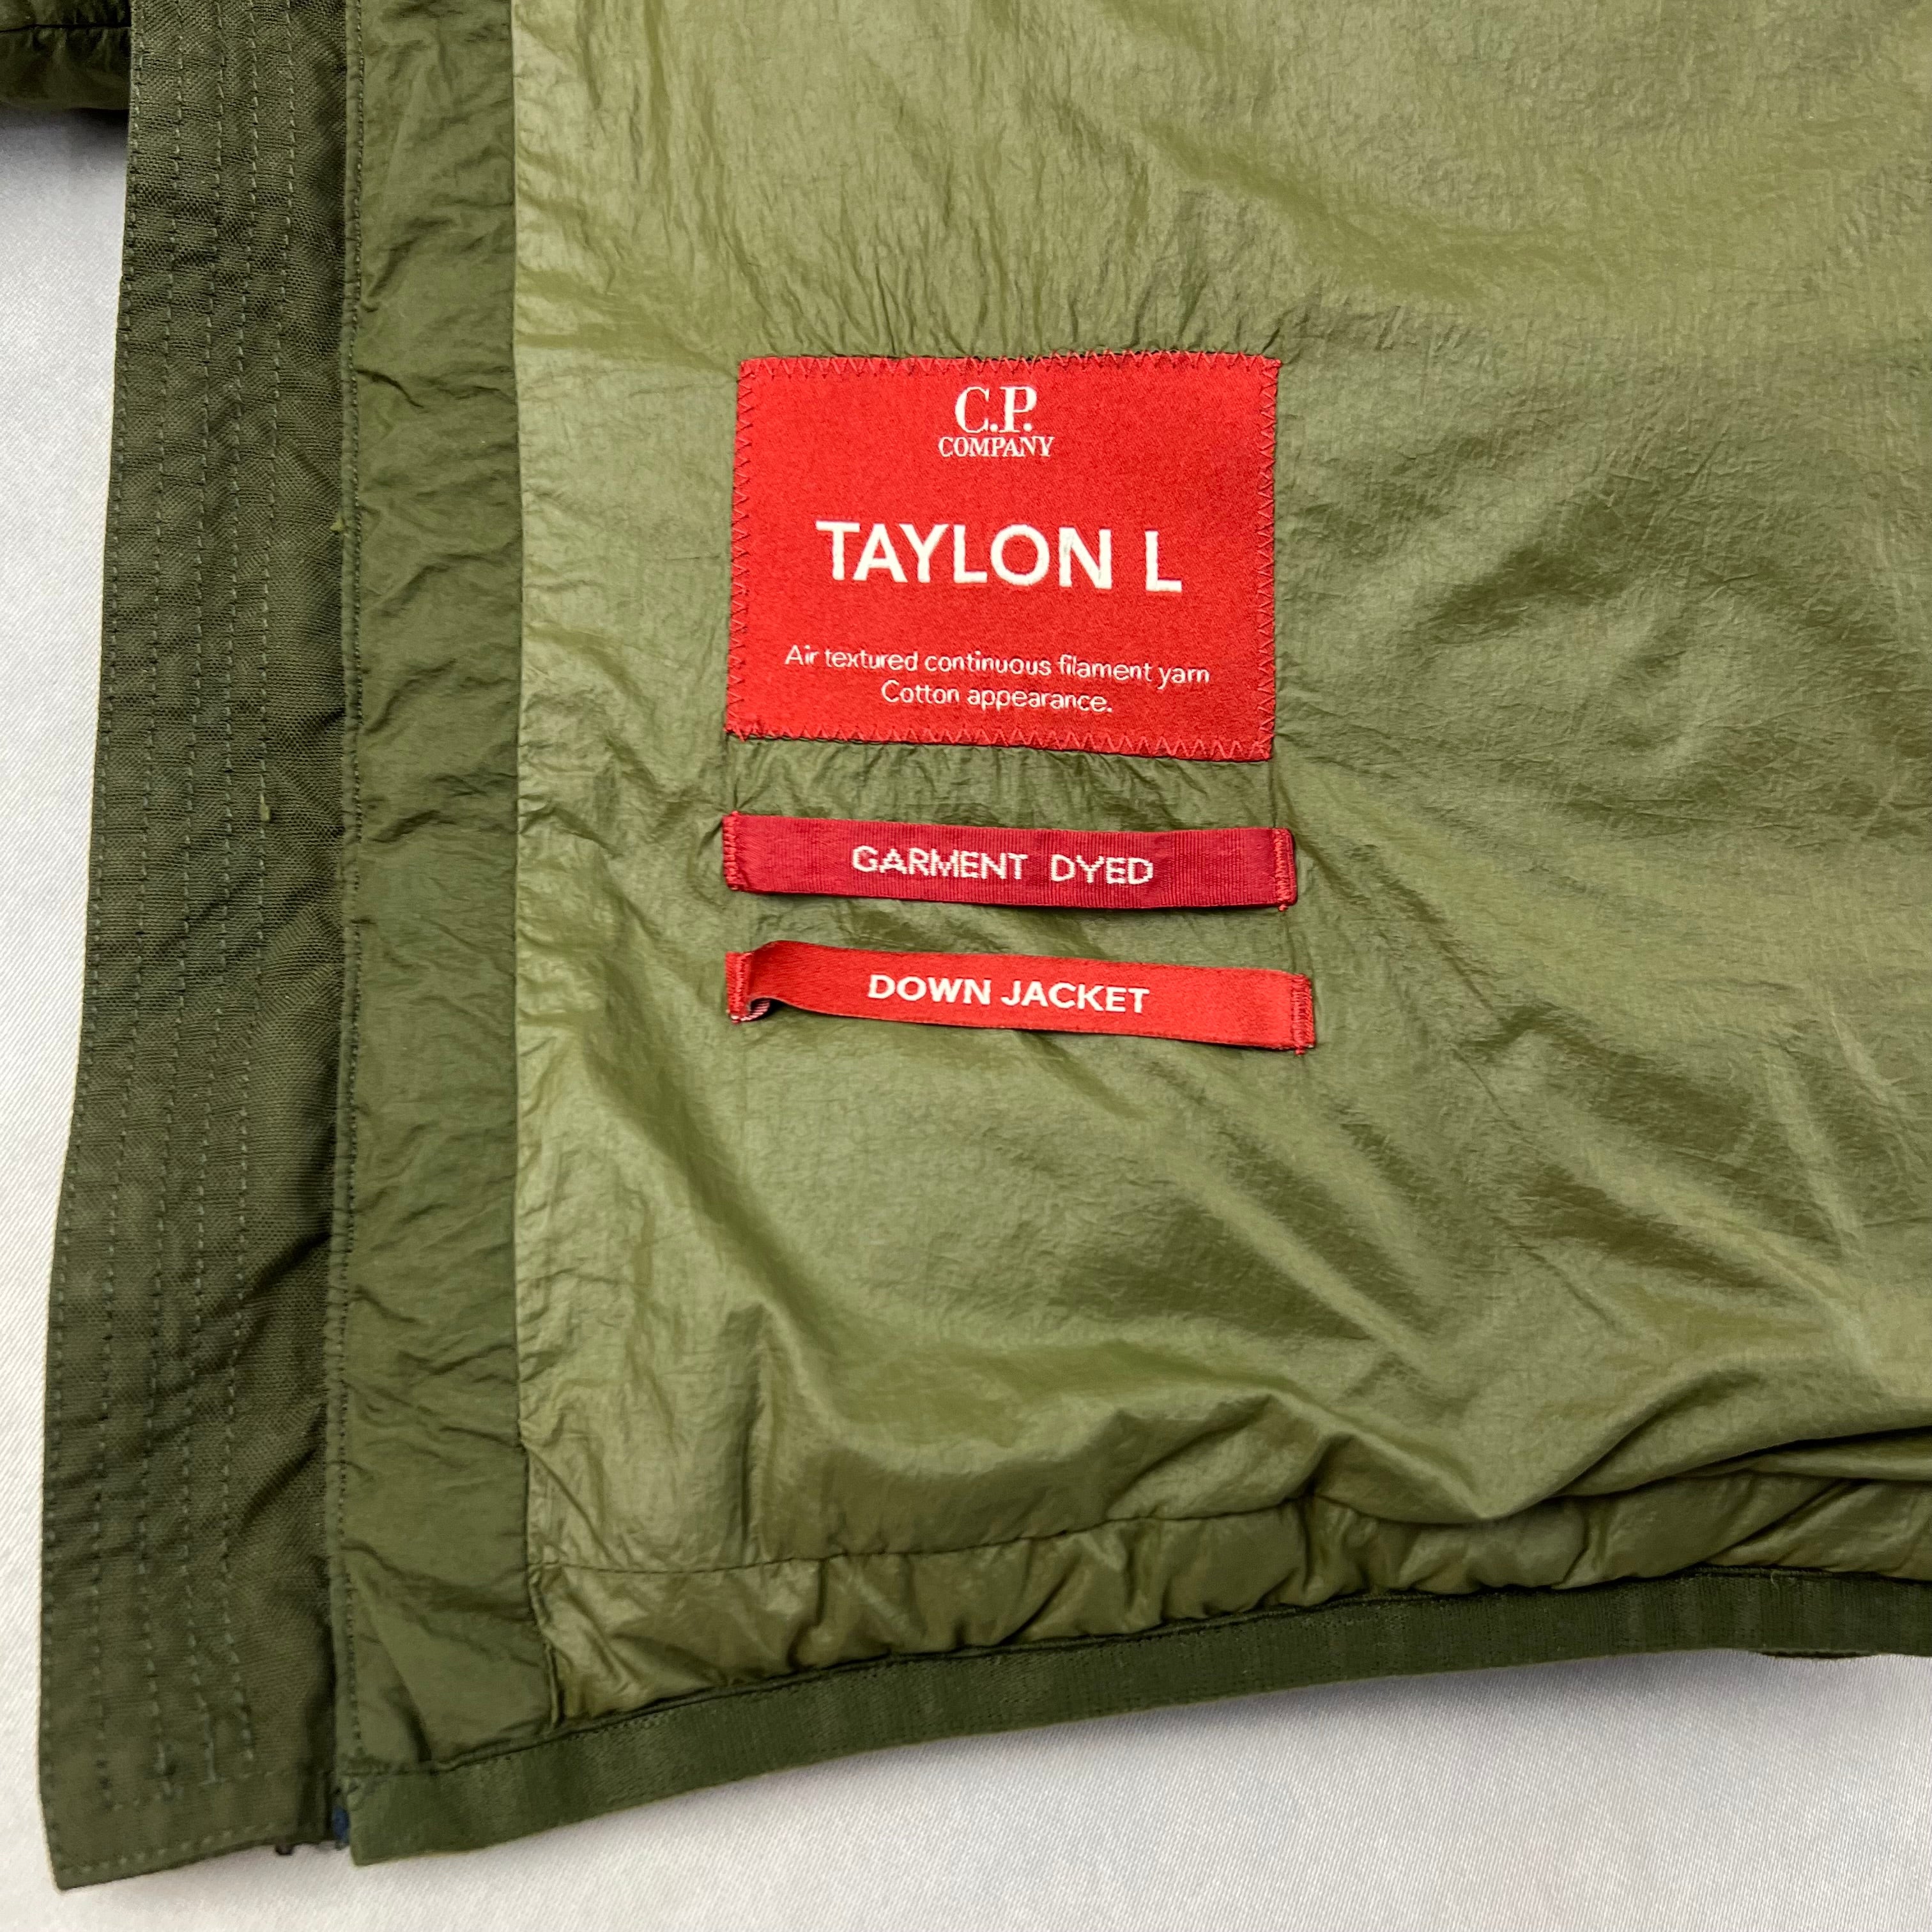 C.P.
COMPANY
TAYLON L
Air textured continuous filament yarn
Cotton appearance.
GARMENT DYED
DOWN JACKET